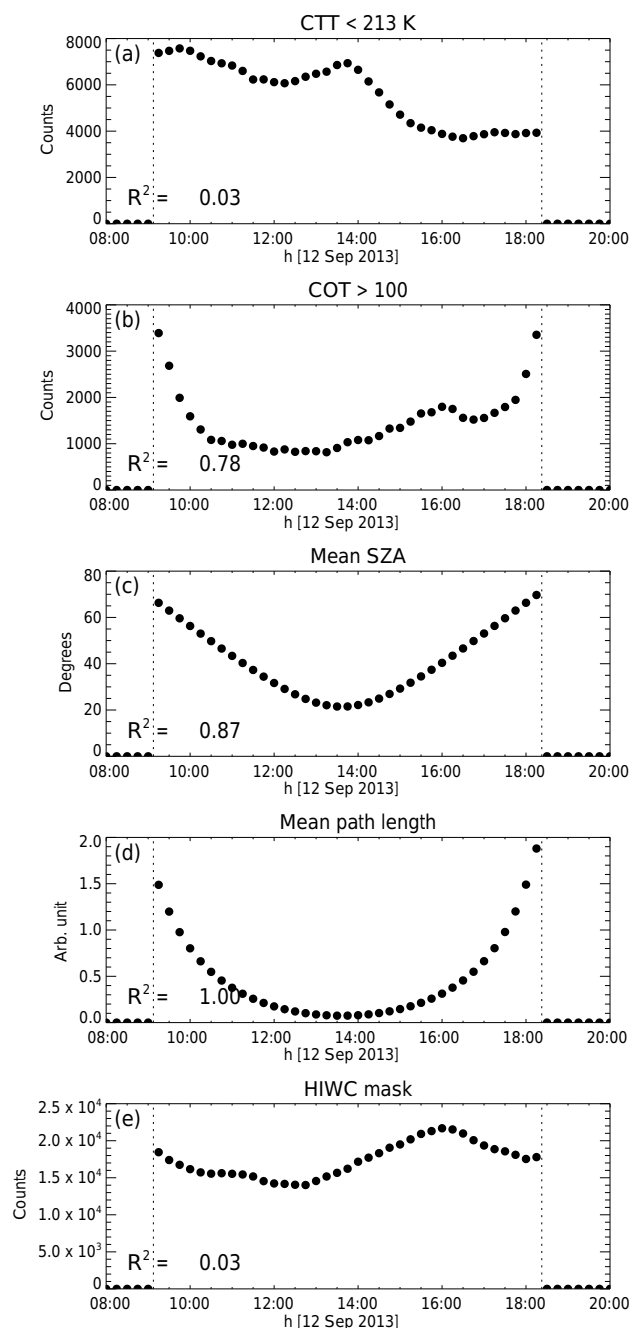 CTT < 213 K
(a)
8000
6000
4000
2000
0
Counts
R² = 0.03
08:00 10:00 12:00 14:00 16:00 18:00 20:00
h [12 Sep 2013]
COT > 100
(b)
4000
3000
2000
1000
0
Counts
R² = 0.78
08:00 10:00 12:00 14:00 16:00 18:00 20:00
h [12 Sep 2013]
Mean SZA
(c)
80
60
40
20
0
Degrees
R² = 0.87
08:00 10:00 12:00 14:00 16:00 18:00 20:00
h [12 Sep 2013]
Mean path length
(d)
2.0
1.5
1.0
0.5
0.0
Arb. unit
R² = 1.00
08:00 10:00 12:00 14:00 16:00 18:00 20:00
h [12 Sep 2013]
HIWC mask
(e)
2.5 x 10⁴
2.0 x 10⁴
1.5 x 10⁴
1.0 x 10⁴
5.0 x 10³
0
Counts
R² = 0.03
08:00 10:00 12:00 14:00 16:00 18:00 20:00
h [12 Sep 2013]